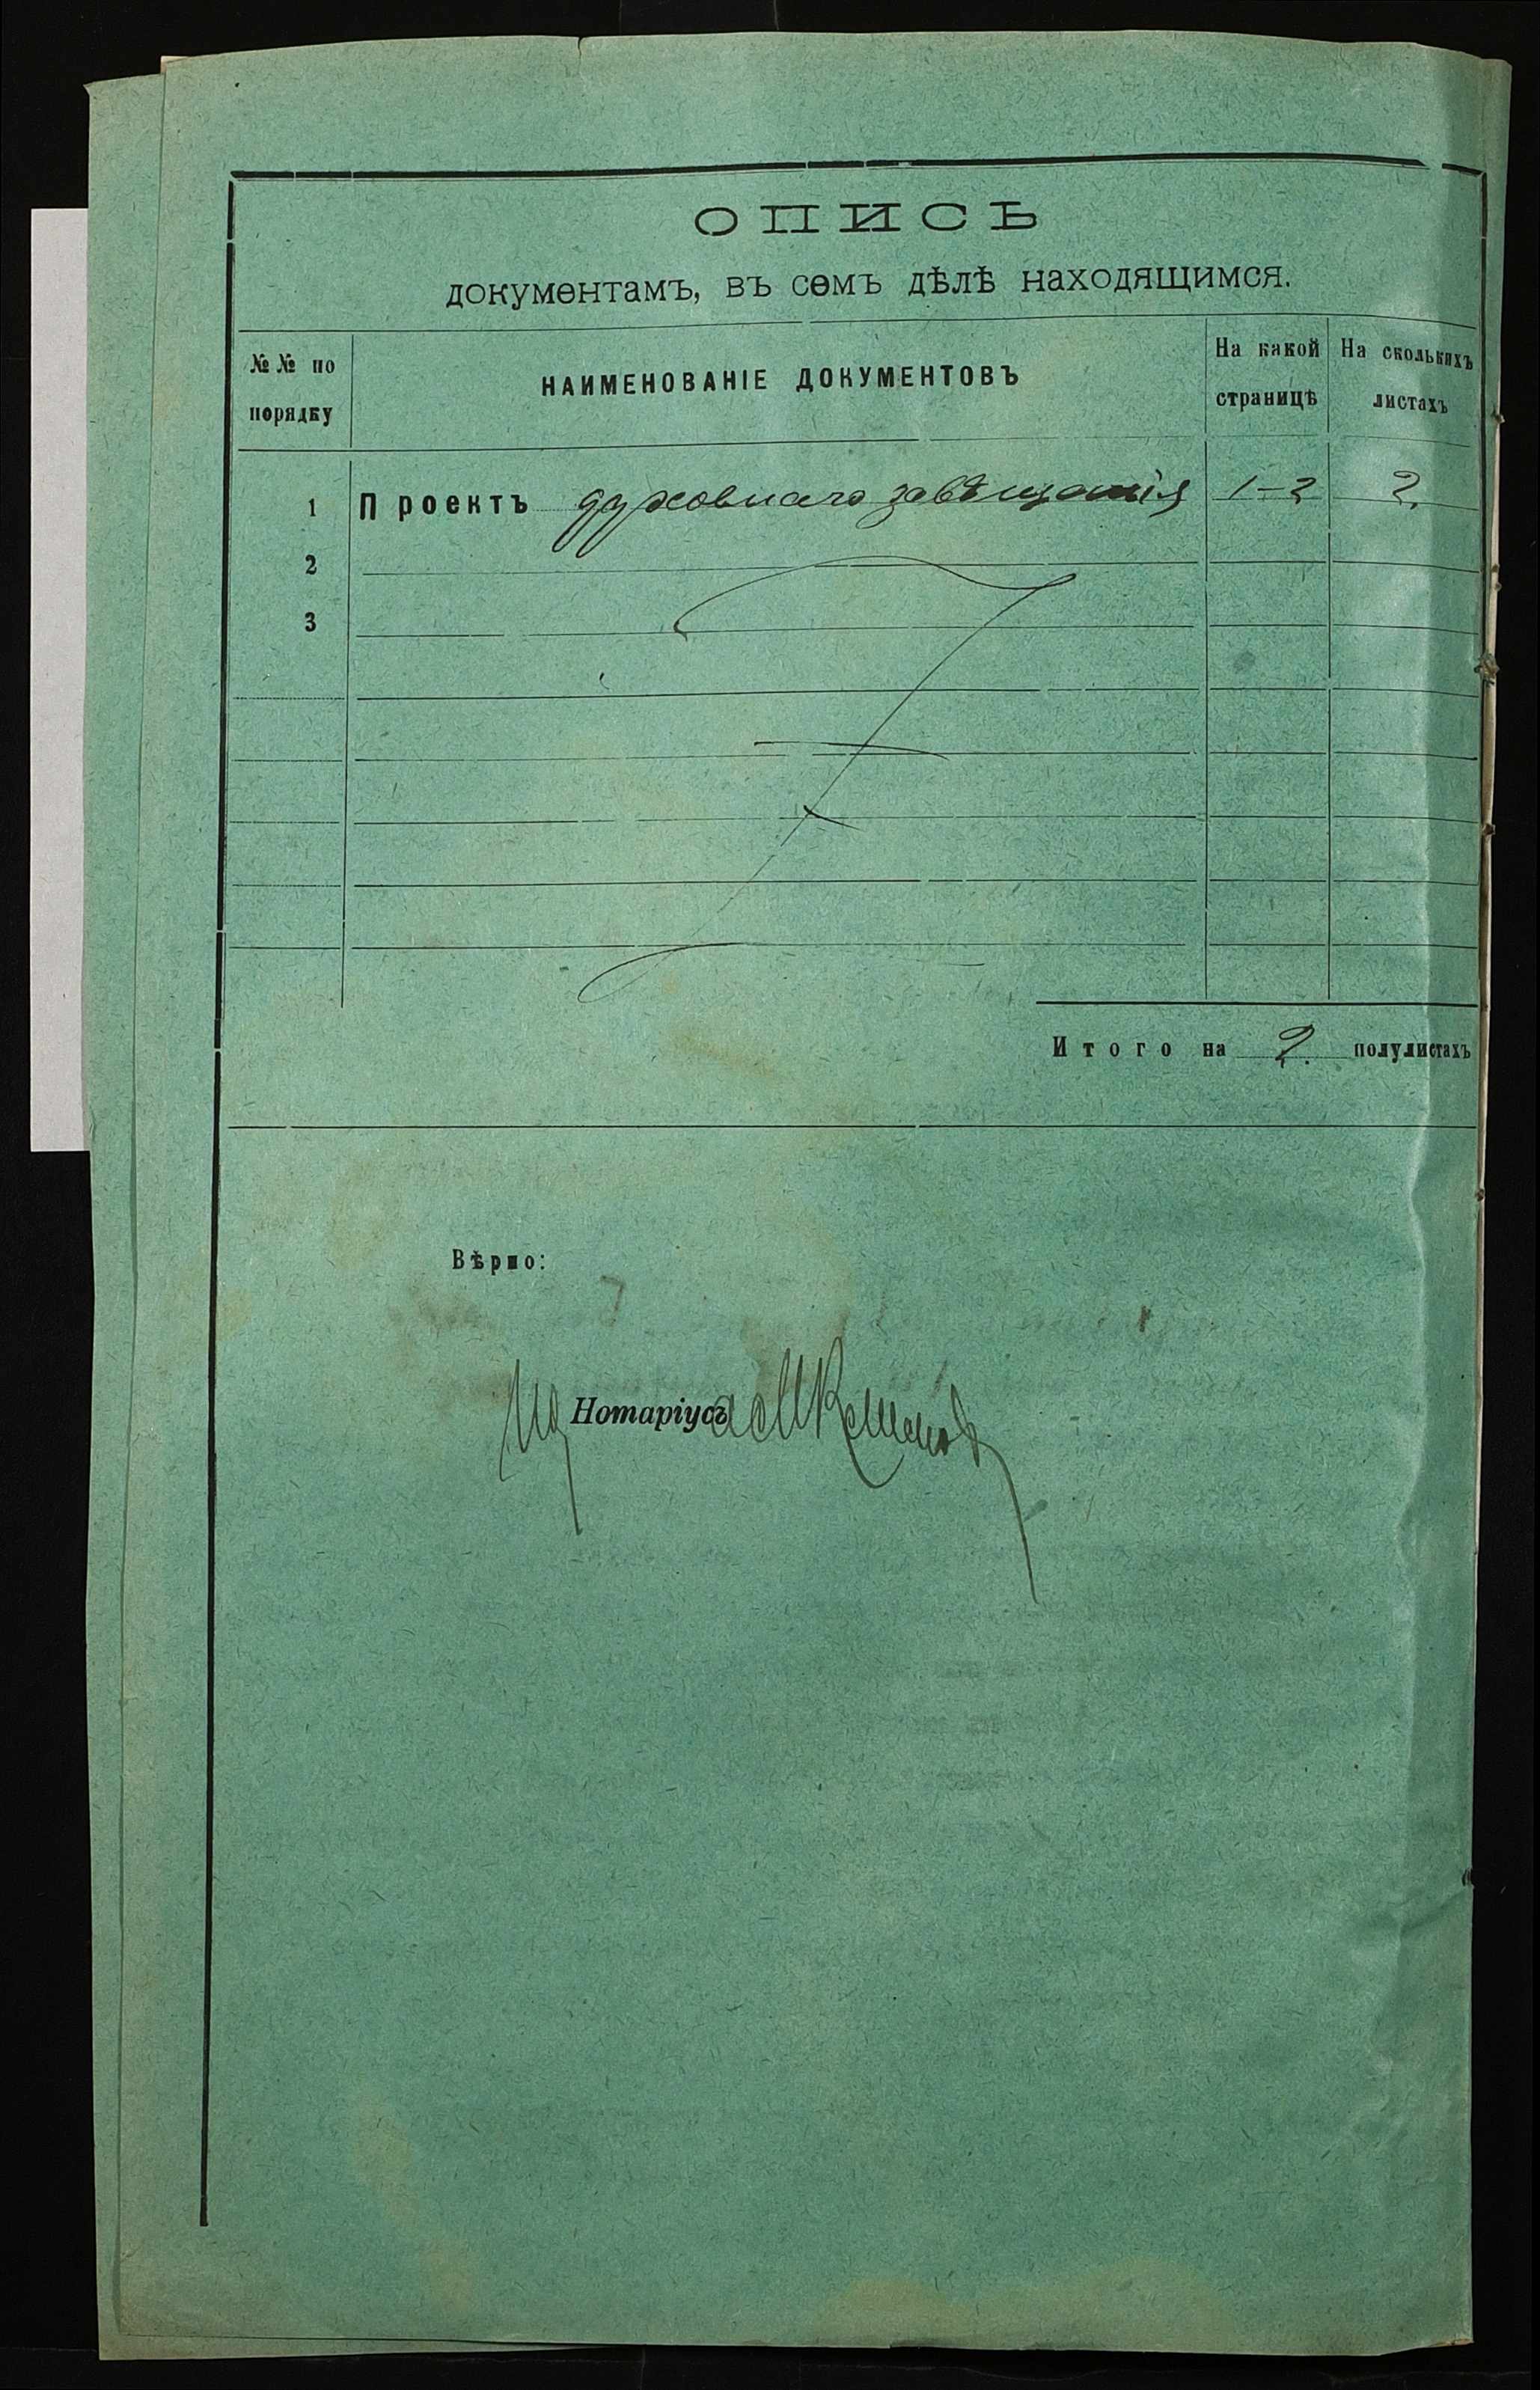 ОПИСЬ
документамъ, въ семъ дѣлѣ находящимся.
№№ по порядку
НАИМЕНОВАНІЕ ДОКУМЕНТОВЪ
На какой страницѣ
На сколькихъ листахъ
1 Проектъ духовнаго завѣщанія 1–2 2.
2
3
Итого на 2. полулистахъ
Вѣрно:
Нотаріусъ